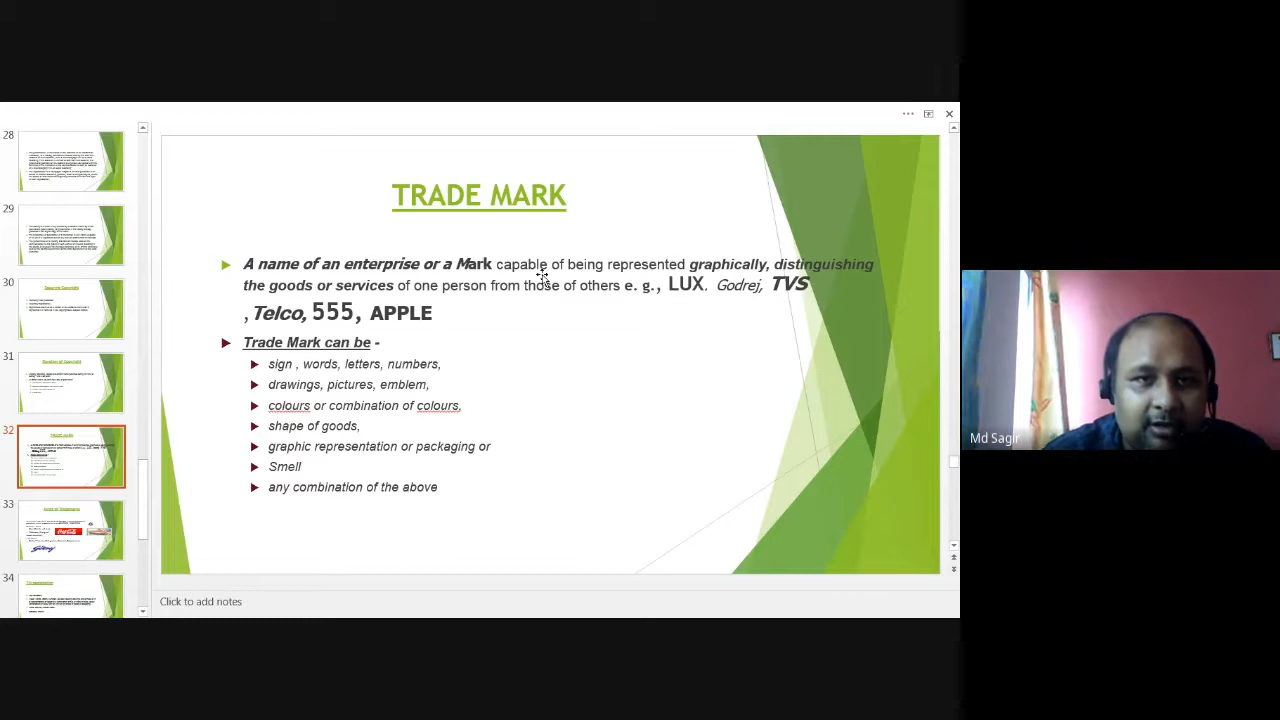 28
29
30
31
32
33
34
TRADE MARK
A name of an enterprise or a Mark capable of being represented graphically, distinguishing
the goods or services of one person from those of others e. g., LUX, Godrej, TVS
, Telco, 555, APPLE
Trade Mark can be -
sign , words, letters, numbers,
drawings, pictures, emblem,
colours or combination of colours,
shape of goods,
graphic representation or packaging or
Smell
any combination of the above
Click to add notes
Md Sagir